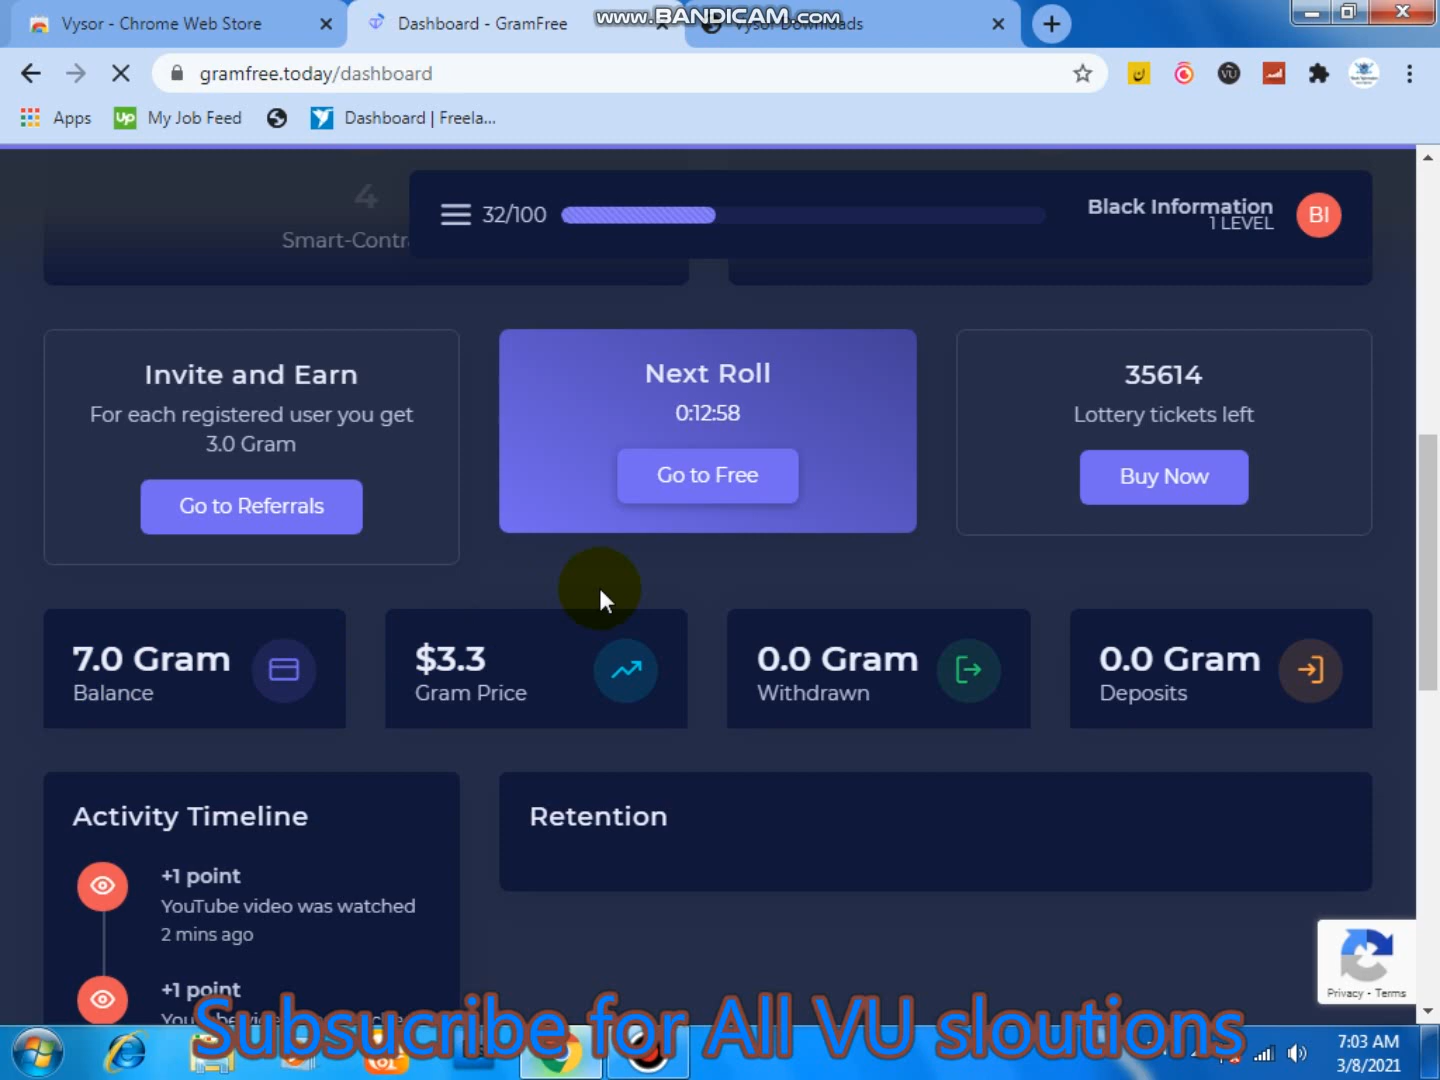 Vysor - Chrome Web Store
Dashboard - GramFree
Vysor Downloads
www.BANDICAM.com
gramfree.today/dashboard
Apps
My Job Feed
Dashboard | Freela...
4
Smart-Contr
32/100
Black Information
1 LEVEL
BI
Invite and Earn
For each registered user you get
3.0 Gram
Go to Referrals
Next Roll
0:12:58
Go to Free
35614
Lottery tickets left
Buy Now
7.0 Gram
Balance
$3.3
Gram Price
0.0 Gram
Withdrawn
0.0 Gram
Deposits
Activity Timeline
+1 point
YouTube video was watched
2 mins ago
+1 point
Retention
Privacy - Terms
Subsucribe for All VU sloutions
7:03 AM
3/8/2021